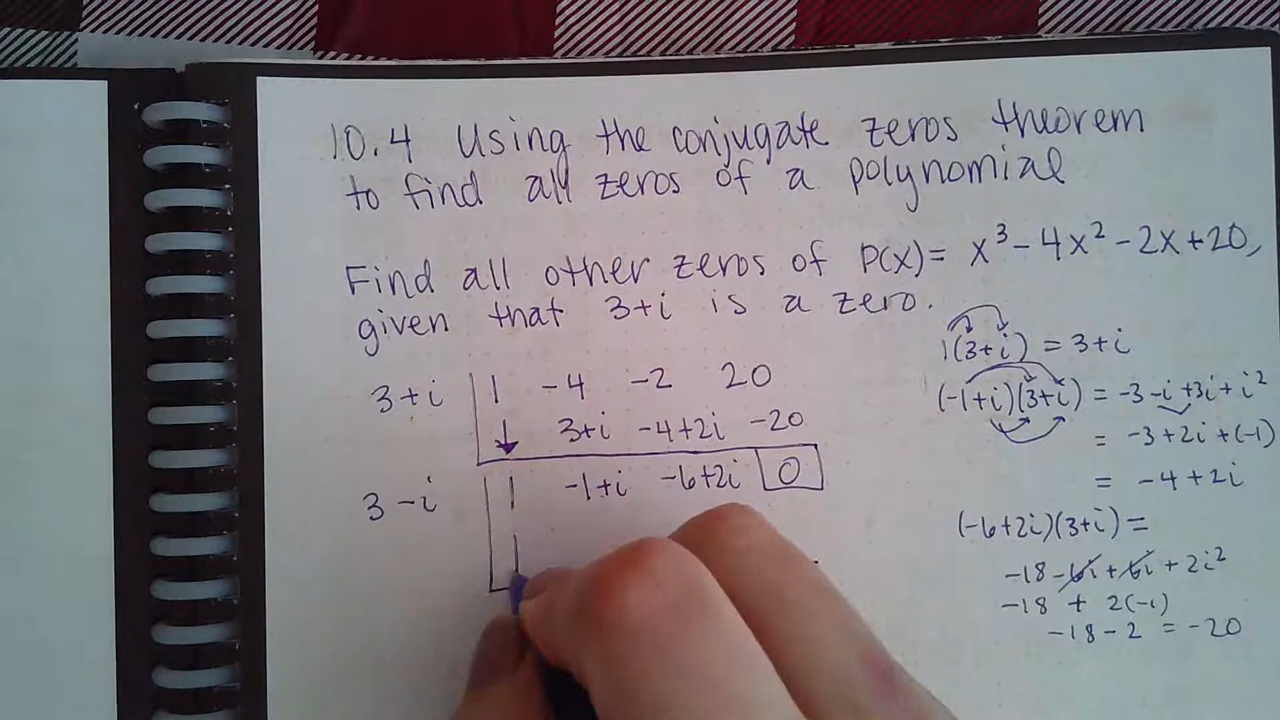 10.4 Using the conjugate zeros theorem
to find all zeros of a polynomial
Find all other zeros of P(x) = x³ - 4x² - 2x + 20,
given that 3+i is a zero.
3+i 1 -4 -2 20
3+i -4+2i -20
3-i 1 -1+i -6+2i 0
1(3+i) = 3+i
(-1+i)(3+i) = -3 -i +3i + i²
= -3 + 2i + (-1)
= -4 + 2i
(-6+2i)(3+i) =
-18 -6i + 6i + 2i²
-18 + 2(-1)
-18 - 2 = -20